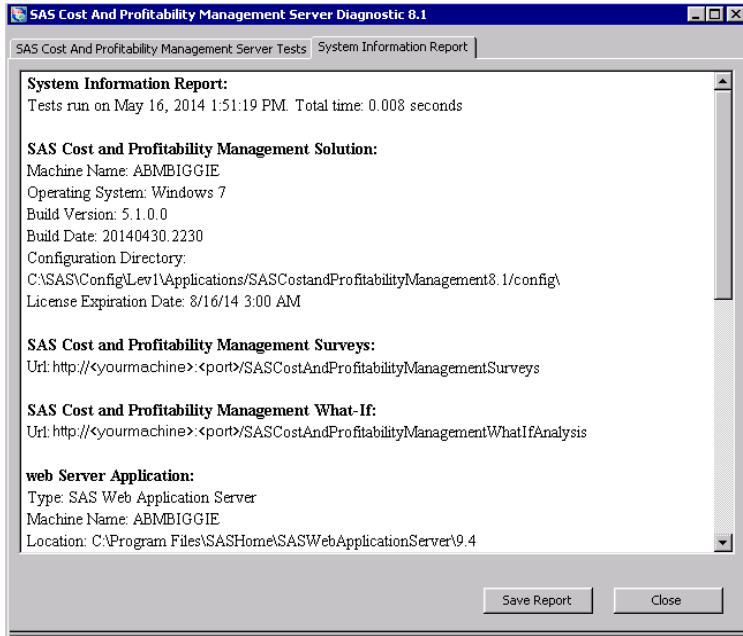 SAS Cost And Profitability Management Server Diagnostic 8.1
SAS Cost And Profitability Management Server Tests
System Information Report
System Information Report:
Tests run on May 16, 2014 1:51:19 PM. Total time: 0.008 seconds
SAS Cost and Profitability Management Solution:
Machine Name: ABMBIGGIE
Operating System: Windows 7
Build Version: 5.1.0.0
Build Date: 20140430.2230
Configuration Directory:
C:\SAS\Config\Lev1\Applications/SASCostandProfitabilityManagement8.1/config\
License Expiration Date: 8/16/14 3:00 AM
SAS Cost and Profitability Management Surveys:
Url: http://<yourmachine>:<port>/SASCostAndProfitabilityManagementSurveys
SAS Cost and Profitability Management What-If:
Url: http://<yourmachine>:<port>/SASCostAndProfitabilityManagementWhatIfAnalysis
web Server Application:
Type: SAS Web Application Server
Machine Name: ABMBIGGIE
Location: C:\Program Files\SASHome\SASWebApplicationServer\9.4
Save Report
Close